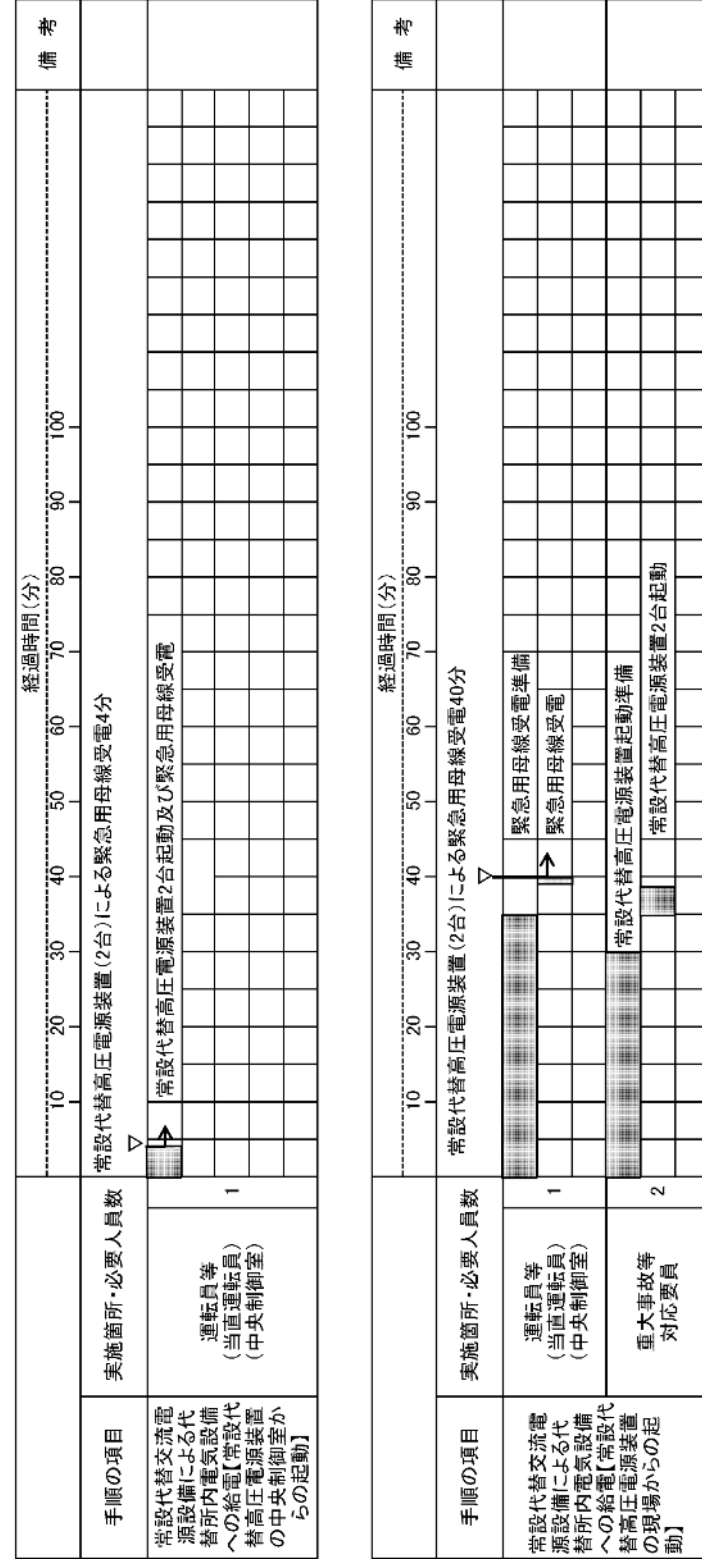 経過時間(分)
備 考
10 20 30 40 50 60 70 80 90 100
手順の項目
実施箇所・必要人員数
常設代替高圧電源装置(2台)による緊急用母線受電4分
▽
常設代替交流電
源設備による代
替所内電気設備
への給電【常設代
替高圧電源装置
の中央制御室か
らの起動】
運転員等
(当直運転員)
(中央制御室)
1
常設代替高圧電源装置2台起動及び緊急用母線受電
経過時間(分)
備 考
10 20 30 40 50 60 70 80 90 100
手順の項目
実施箇所・必要人員数
常設代替高圧電源装置(2台)による緊急用母線受電40分
▽
常設代替交流電
源設備による代
替所内電気設備
への給電【常設代
替高圧電源装置
の現場からの起
動】
運転員等
(当直運転員)
(中央制御室)
1
緊急用母線受電準備
緊急用母線受電
重大事故等
対応要員
2
常設代替高圧電源装置起動準備
常設代替高圧電源装置2台起動